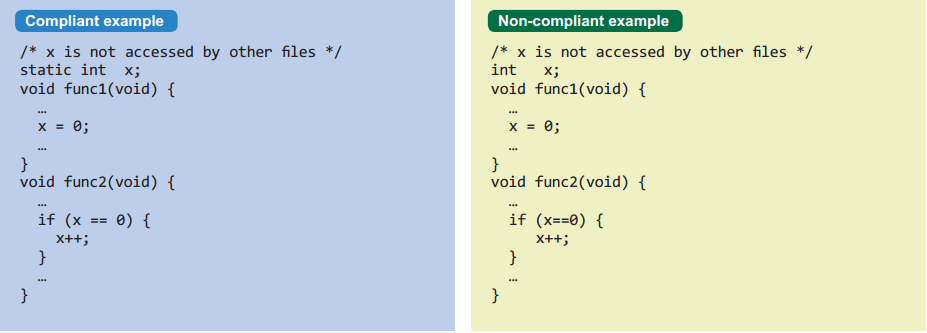 Compliant example
/* x is not accessed by other files */
static int  x;
void func1(void) {
  …
  x = 0;
  …
}
void func2(void) {
  …
  if (x == 0) {
    x++;
  }
  …
}
Non-compliant example
/* x is not accessed by other files */
int   x;
void func1(void) {
  …
  x = 0;
  …
}
void func2(void) {
  …
  if (x==0) {
     x++;
  }
  …
}